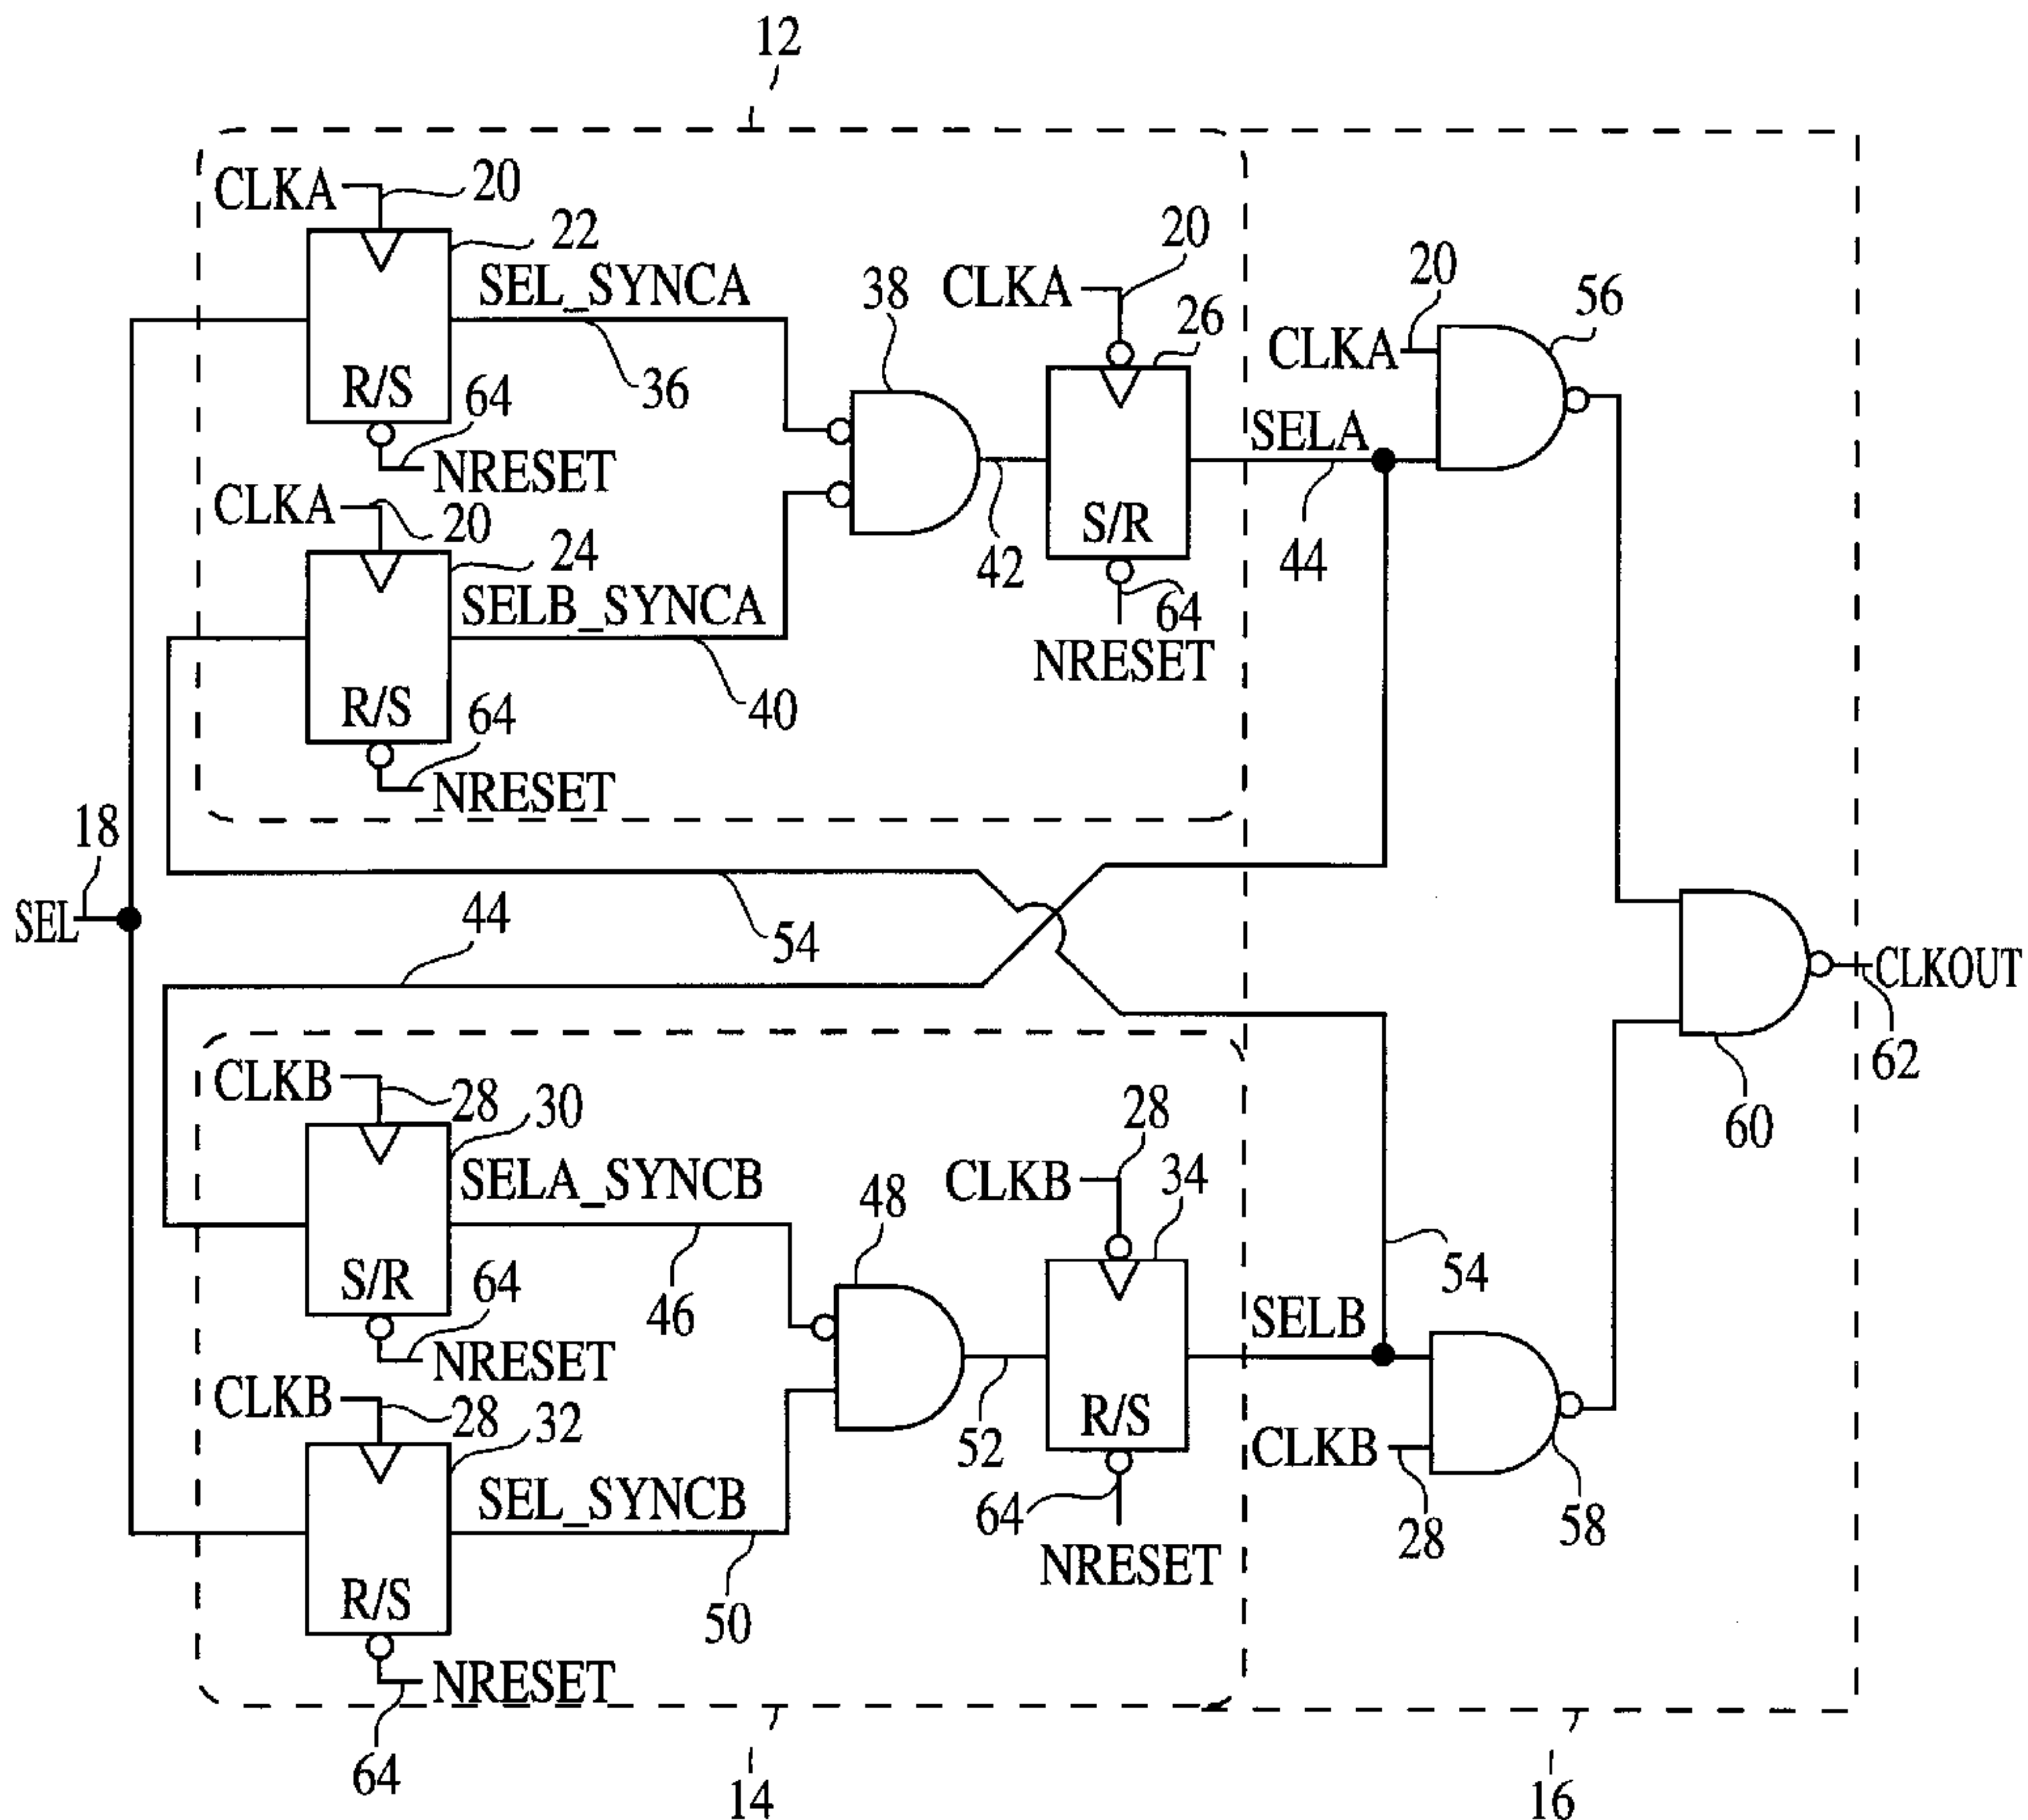 12
CLKA
20
22
SEL_SYNCA
36
R/S
64
NRESET
38
CLKA
20
26
S/R
64
NRESET
42
SELA
44
CLKA
20
56
CLKA
20
24
SELB_SYNCA
40
R/S
64
NRESET
18
SEL
44
54
CLKOUT
62
60
CLKB
28
30
SELA_SYNCB
46
S/R
64
NRESET
48
CLKB
28
34
R/S
64
NRESET
52
SELB
54
CLKB
28
58
CLKB
28
32
SEL_SYNCB
50
R/S
NRESET
64
14
16